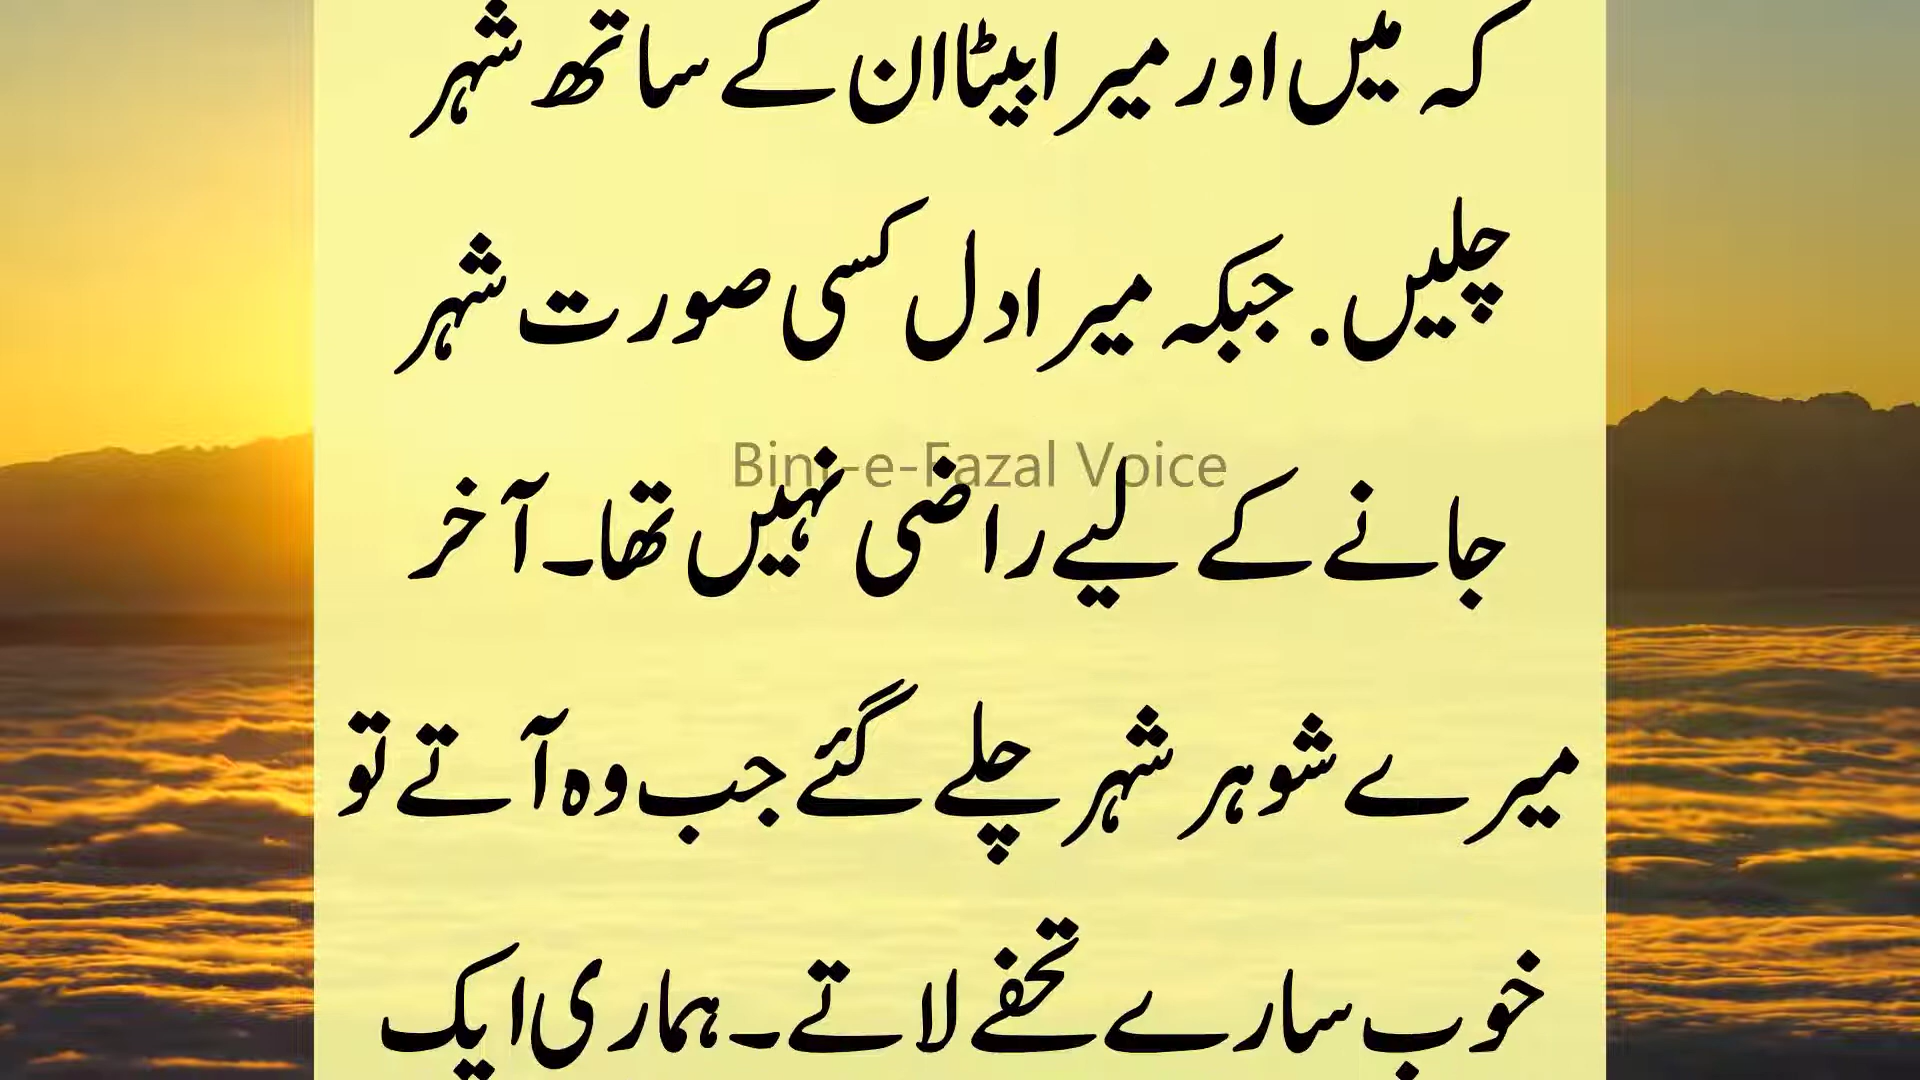 کہ میں اور میرا بیٹا ان کے ساتھ شہر
چلیں. جبکہ میرا دل کسی صورت شہر
Bint-e-Fazal Voice
جانے کے لیے راضی نہیں تھا۔ آخر
میرے شوہر شہر چلے گئے جب وہ آتے تو
خوب سارے تحفے لاتے۔ ہماری ایک